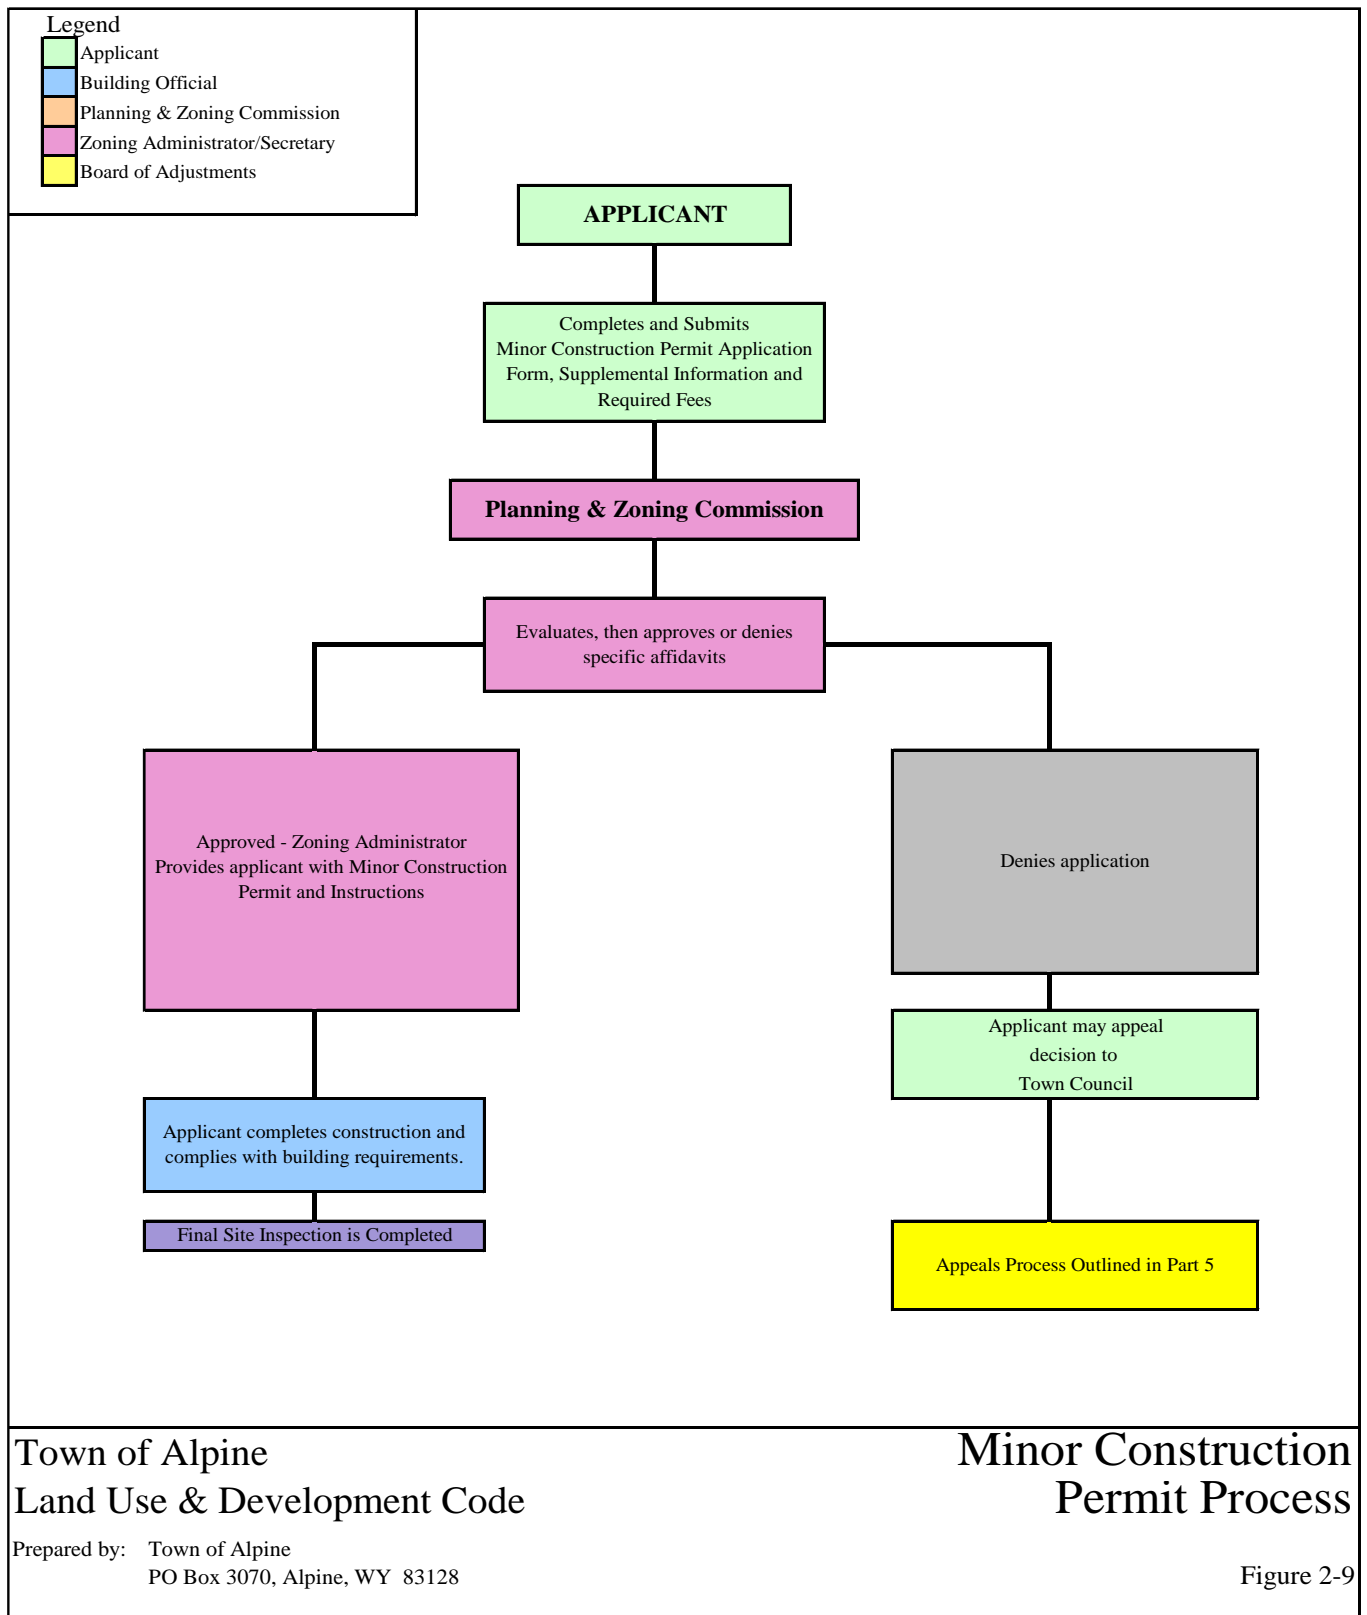 Legend
Applicant
Building Official
Planning & Zoning Commission
Zoning Administrator/Secretary
Board of Adjustments
APPLICANT
Completes and Submits
Minor Construction Permit Application
Form, Supplemental Information and
Required Fees
Planning & Zoning Commission
Evaluates, then approves or denies
specific affidavits
Approved - Zoning Administrator
Provides applicant with Minor Construction
Permit and Instructions
Denies application
Applicant may appeal
decision to
Town Council
Applicant completes construction and
complies with building requirements.
Final Site Inspection is Completed
Appeals Process Outlined in Part 5
Town of Alpine
Land Use & Development Code
Prepared by: Town of Alpine
PO Box 3070, Alpine, WY 83128
Minor Construction
Permit Process
Figure 2-9